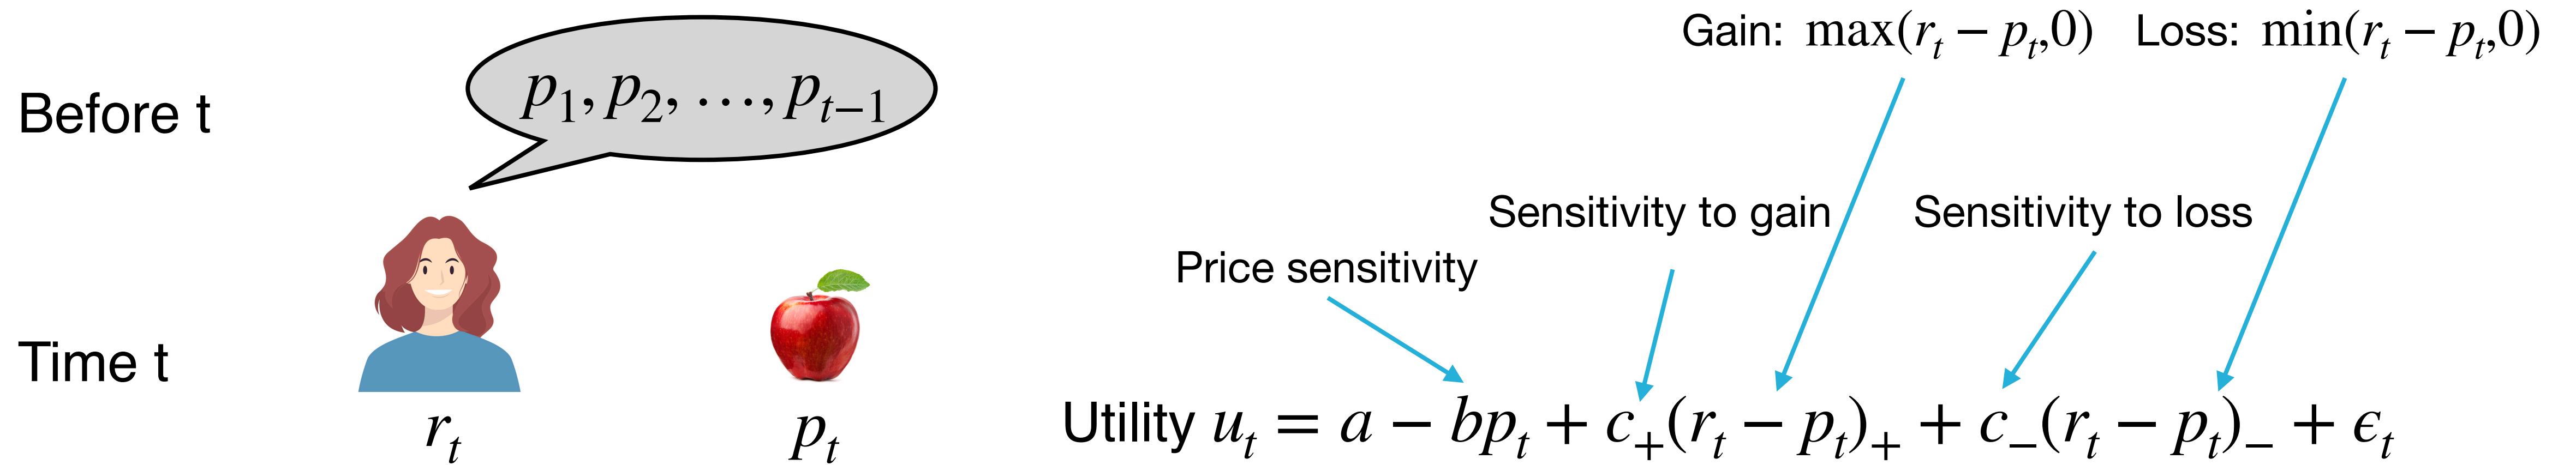 Gain: max(r_t − p_t,0) Loss: min(r_t − p_t,0)
p_1, p_2, …, p_{t−1}
Before t
Sensitivity to gain Sensitivity to loss
Price sensitivity
Time t
r_t p_t
Utility u_t = a − bp_t + c_+(r_t − p_t)_+ + c_−(r_t − p_t)_− + ϵ_t